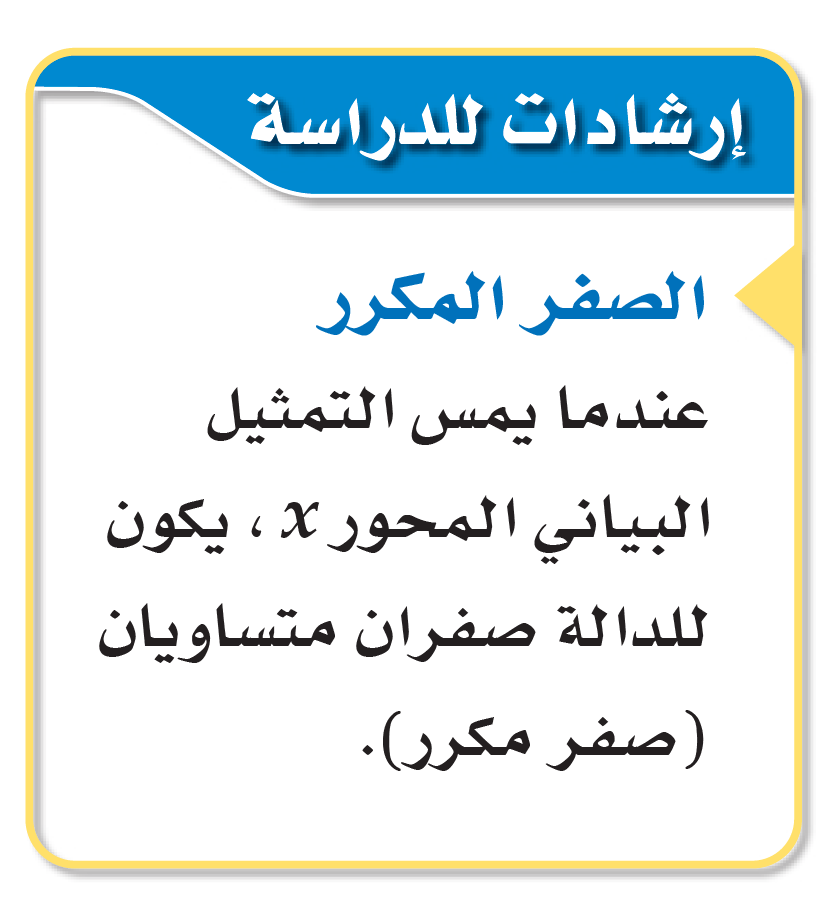 إرشادات للدراسة
الصفر المكرر
عندما يمس التمثيل
البياني المحور x ، يكون
للدالة صفران متساويان
(صفر مكرر).